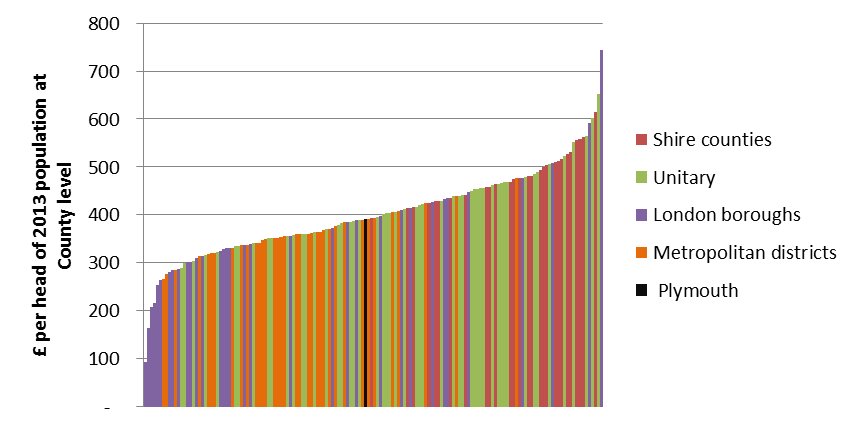 £ per head of 2013 population at
County level
800
700
600
500
400
300
200
100
-
Shire counties
Unitary
London boroughs
Metropolitan districts
Plymouth